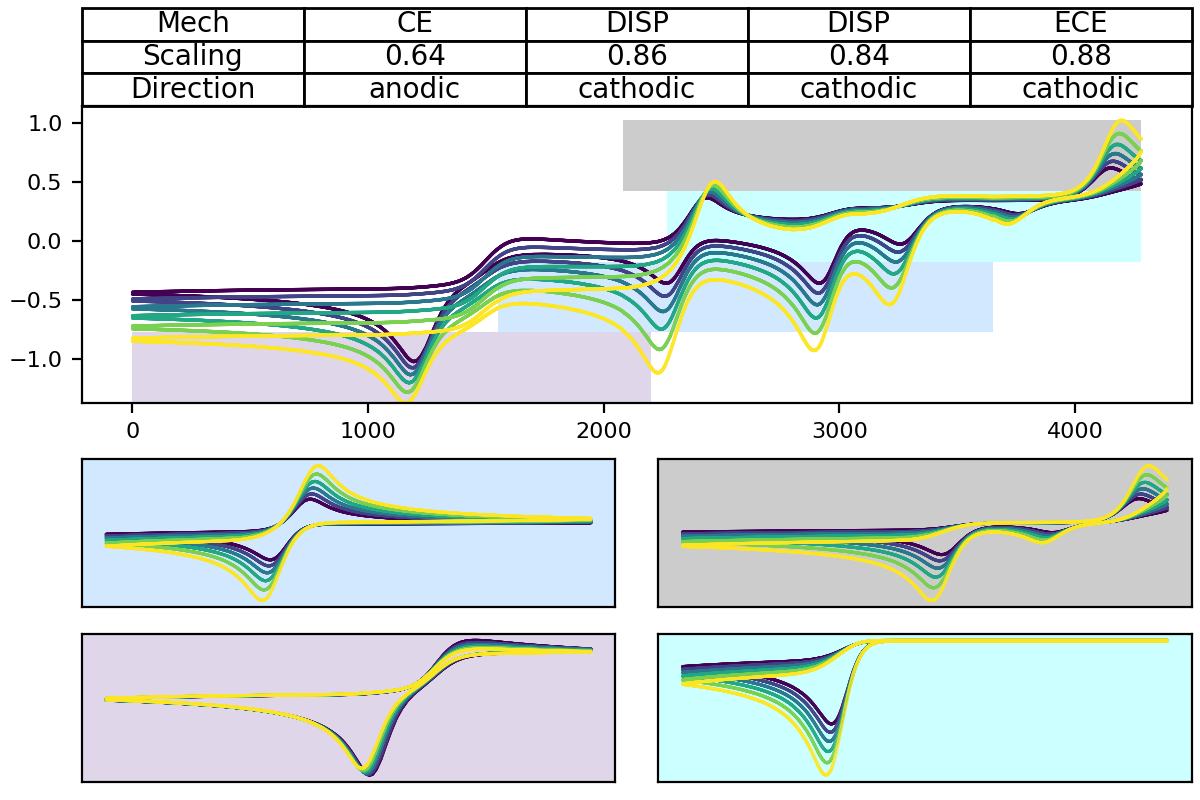 Mech CE DISP DISP ECE
Scaling 0.64 0.86 0.84 0.88
Direction anodic cathodic cathodic cathodic
1.0
0.5
0.0
−0.5
−1.0
0 1000 2000 3000 4000